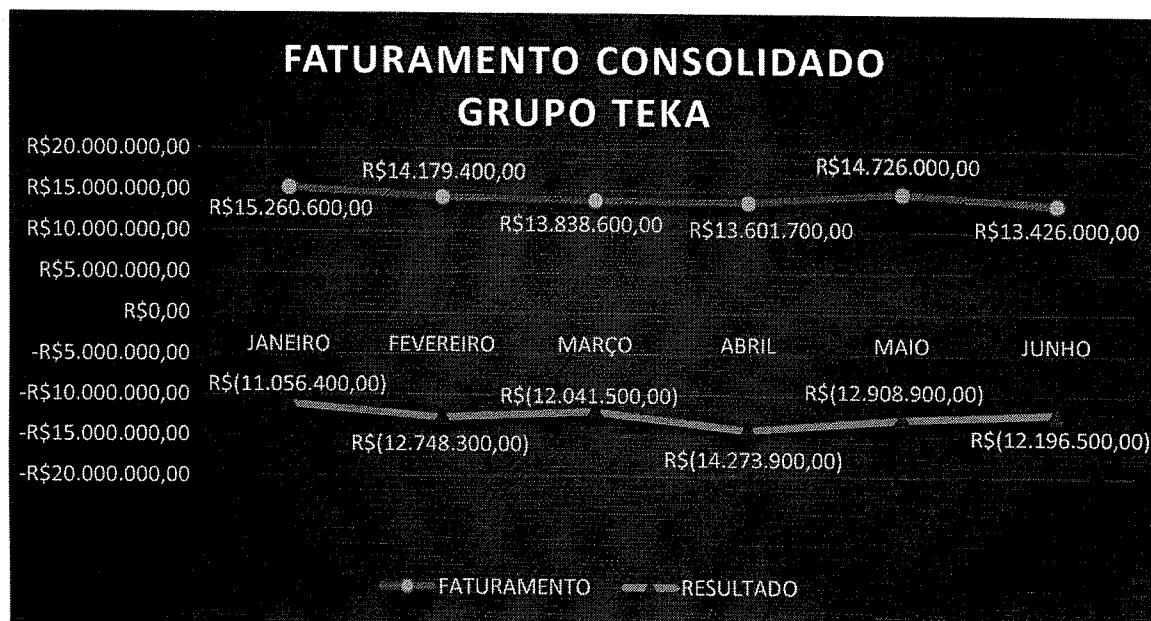 FATURAMENTO CONSOLIDADO
GRUPO TEKA
R$20.000.000,00
R$15.000.000,00
R$10.000.000,00
R$5.000.000,00
R$0,00
-R$5.000.000,00
-R$10.000.000,00
-R$15.000.000,00
-R$20.000.000,00
R$15.260.600,00
R$14.179.400,00
R$13.838.600,00
R$13.601.700,00
R$14.726.000,00
R$13.426.000,00
JANEIRO
FEVEREIRO
MARÇO
ABRIL
MAIO
JUNHO
R$(11.056.400,00)
R$(12.748.300,00)
R$(12.041.500,00)
R$(14.273.900,00)
R$(12.908.900,00)
R$(12.196.500,00)
FATURAMENTO
RESULTADO